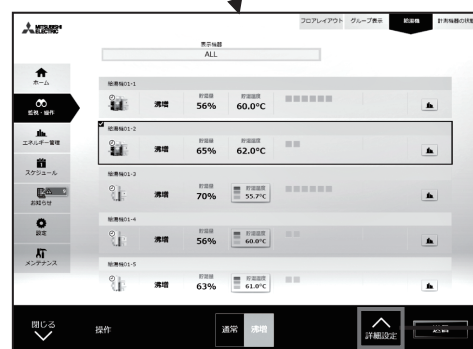 MITSUBISHI ELECTRIC
フロアレイアウト グループ表示 給湯機 計測機器の状態
表示機器
ALL
ホーム
監視・操作
エネルギー管理
スケジュール
お知らせ
設定
メンテナンス
給湯機01-1
沸増 貯湯量 56% 貯湯温度 60.0°C
給湯機01-2
沸増 貯湯量 65% 貯湯温度 62.0°C
給湯機01-3
沸増 貯湯量 70% 貯湯温度 55.7°C
給湯機01-4
沸増 貯湯量 56% 貯湯温度 60.0°C
給湯機01-5
沸増 貯湯量 63% 貯湯温度 61.0°C
閉じる 操作 通常 沸増 詳細設定